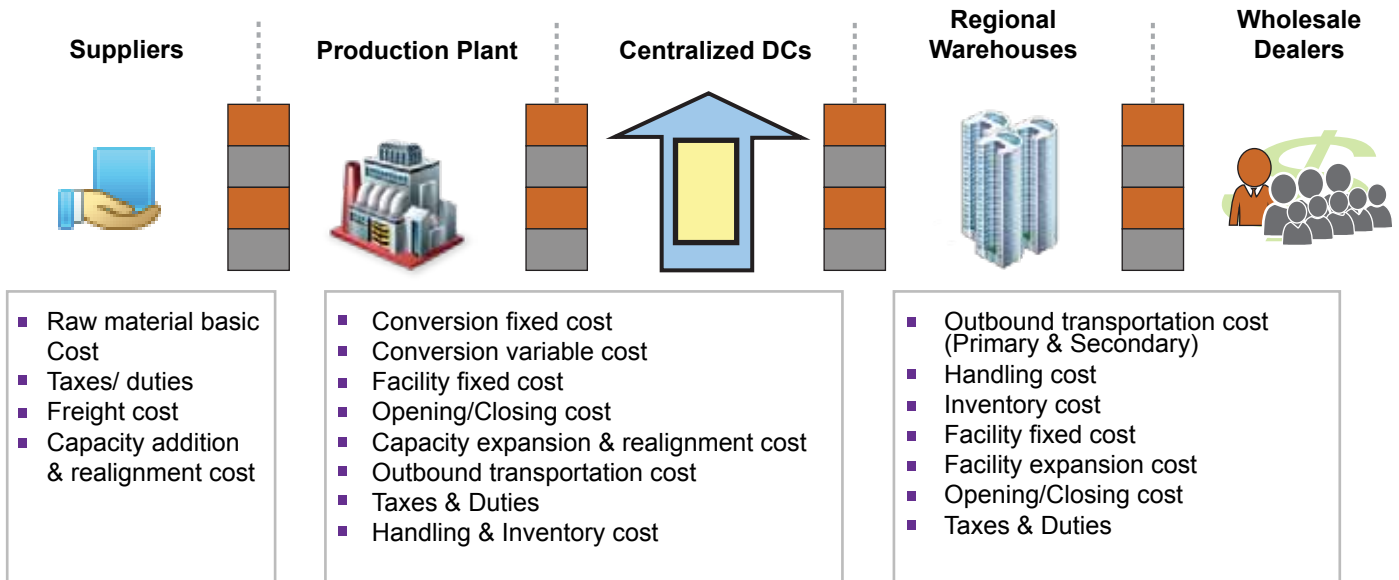 Suppliers
Production Plant
Centralized DCs
Regional
Warehouses
Wholesale
Dealers
Raw material basic
Cost
Taxes/ duties
Freight cost
Capacity addition
& realignment cost
Conversion fixed cost
Conversion variable cost
Facility fixed cost
Opening/Closing cost
Capacity expansion & realignment cost
Outbound transportation cost
Taxes & Duties
Handling & Inventory cost
Outbound transportation cost
(Primary & Secondary)
Handling cost
Inventory cost
Facility fixed cost
Facility expansion cost
Opening/Closing cost
Taxes & Duties